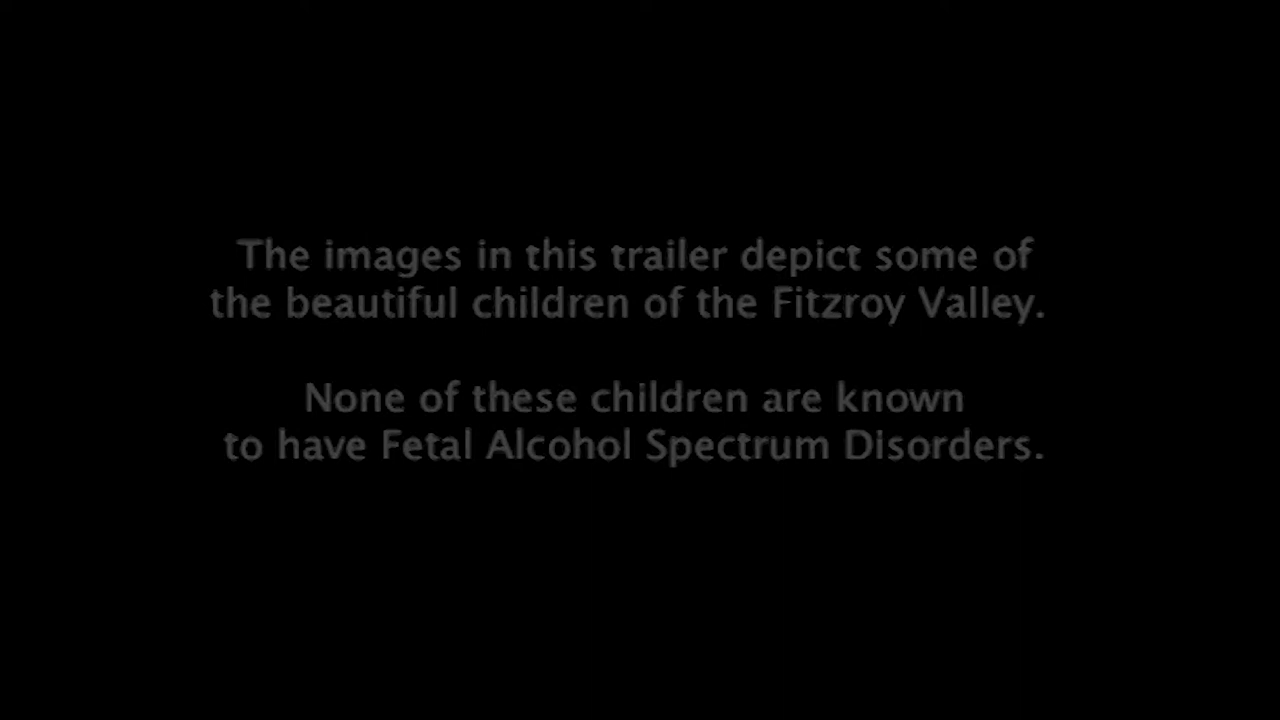 The images in this trailer depict some of
the beautiful children of the Fitzroy Valley.
None of these children are known
to have Fetal Alcohol Spectrum Disorders.